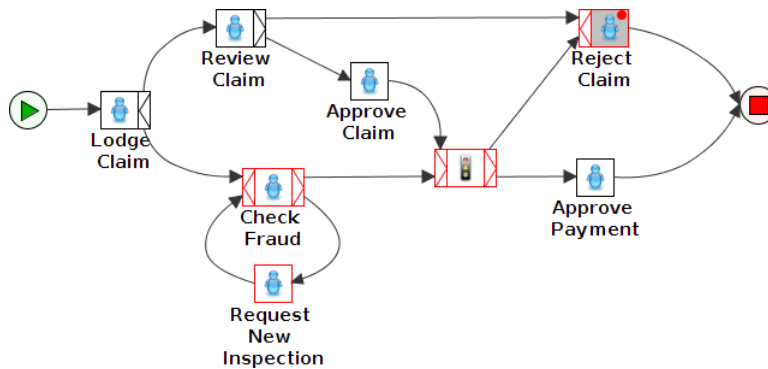 Review
Claim
Reject
Claim
Approve
Claim
Lodge
Claim
Check
Fraud
Approve
Payment
Request
New
Inspection